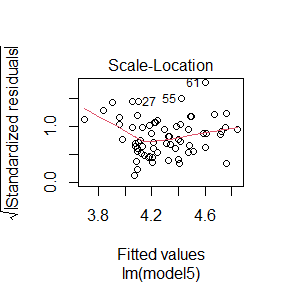 Scale-Location
√|Standardized residuals|
61
27
55
0.0
1.0
3.8
4.2
4.6
Fitted values
lm(model5)